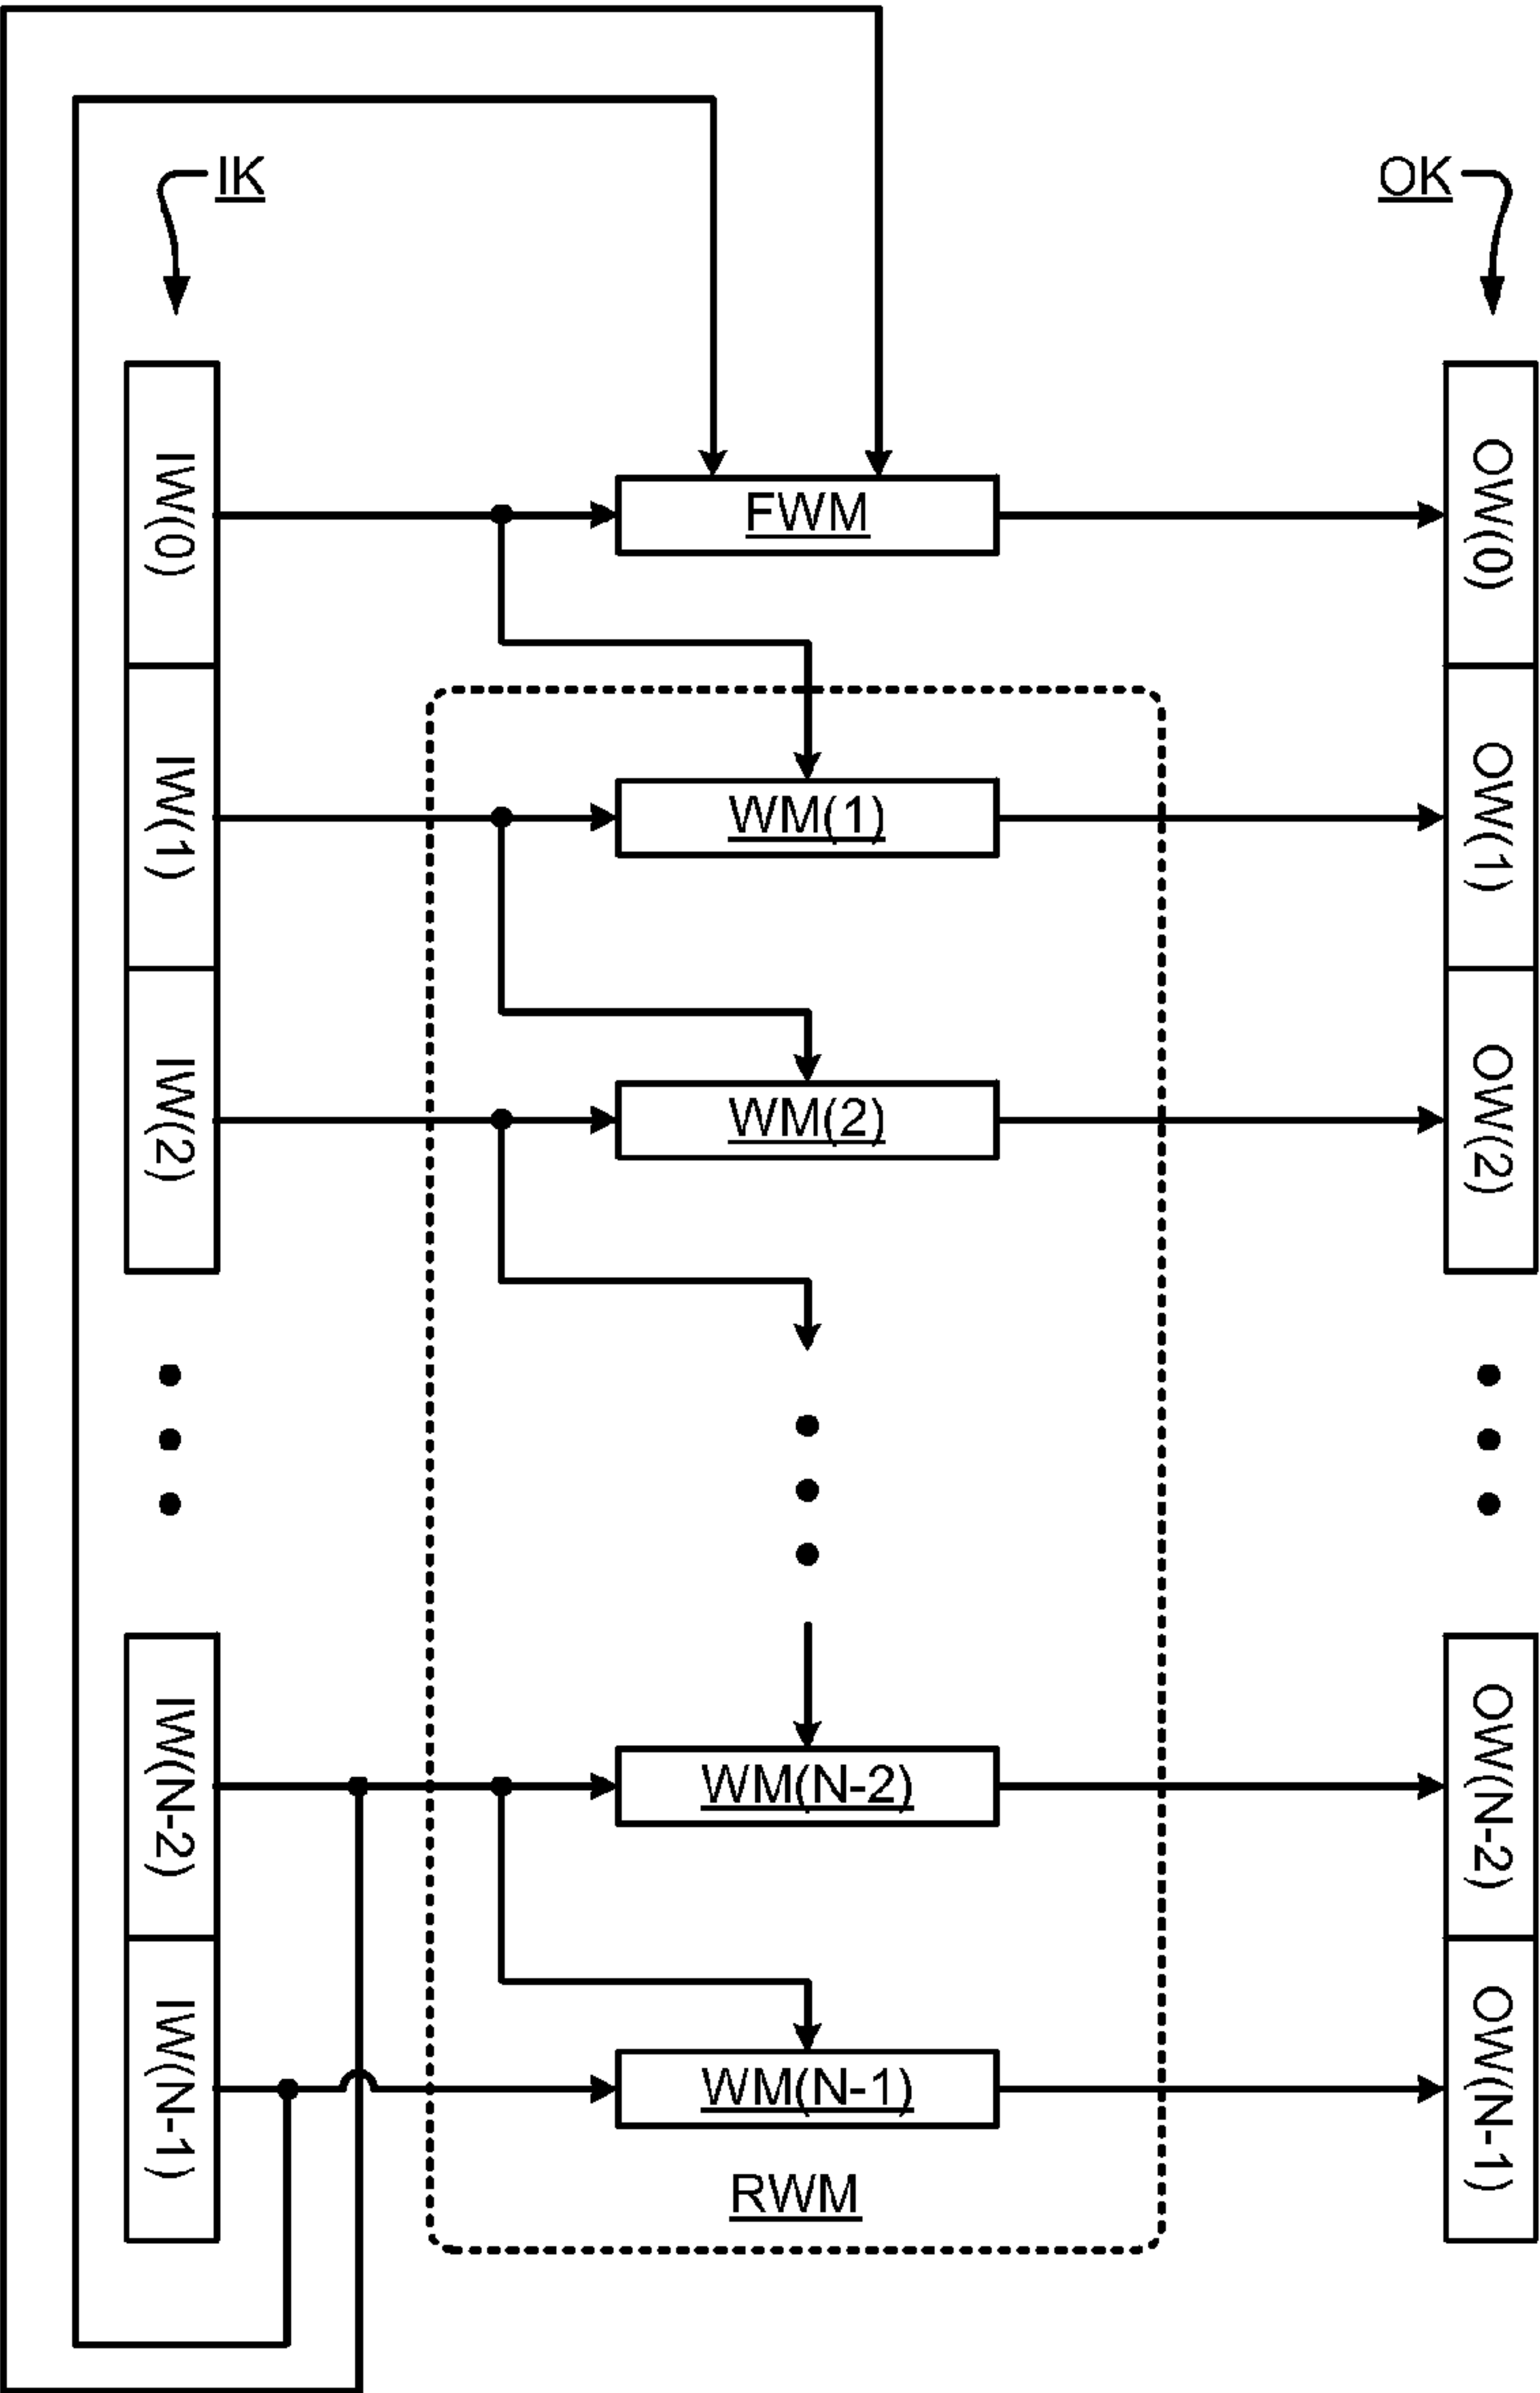 IK
OK
IW(0)
FWM
OW(0)
IW(1)
WM(1)
OW(1)
IW(2)
WM(2)
OW(2)
IW(N-2)
WM(N-2)
OW(N-2)
IW(N-1)
WM(N-1)
OW(N-1)
RWM